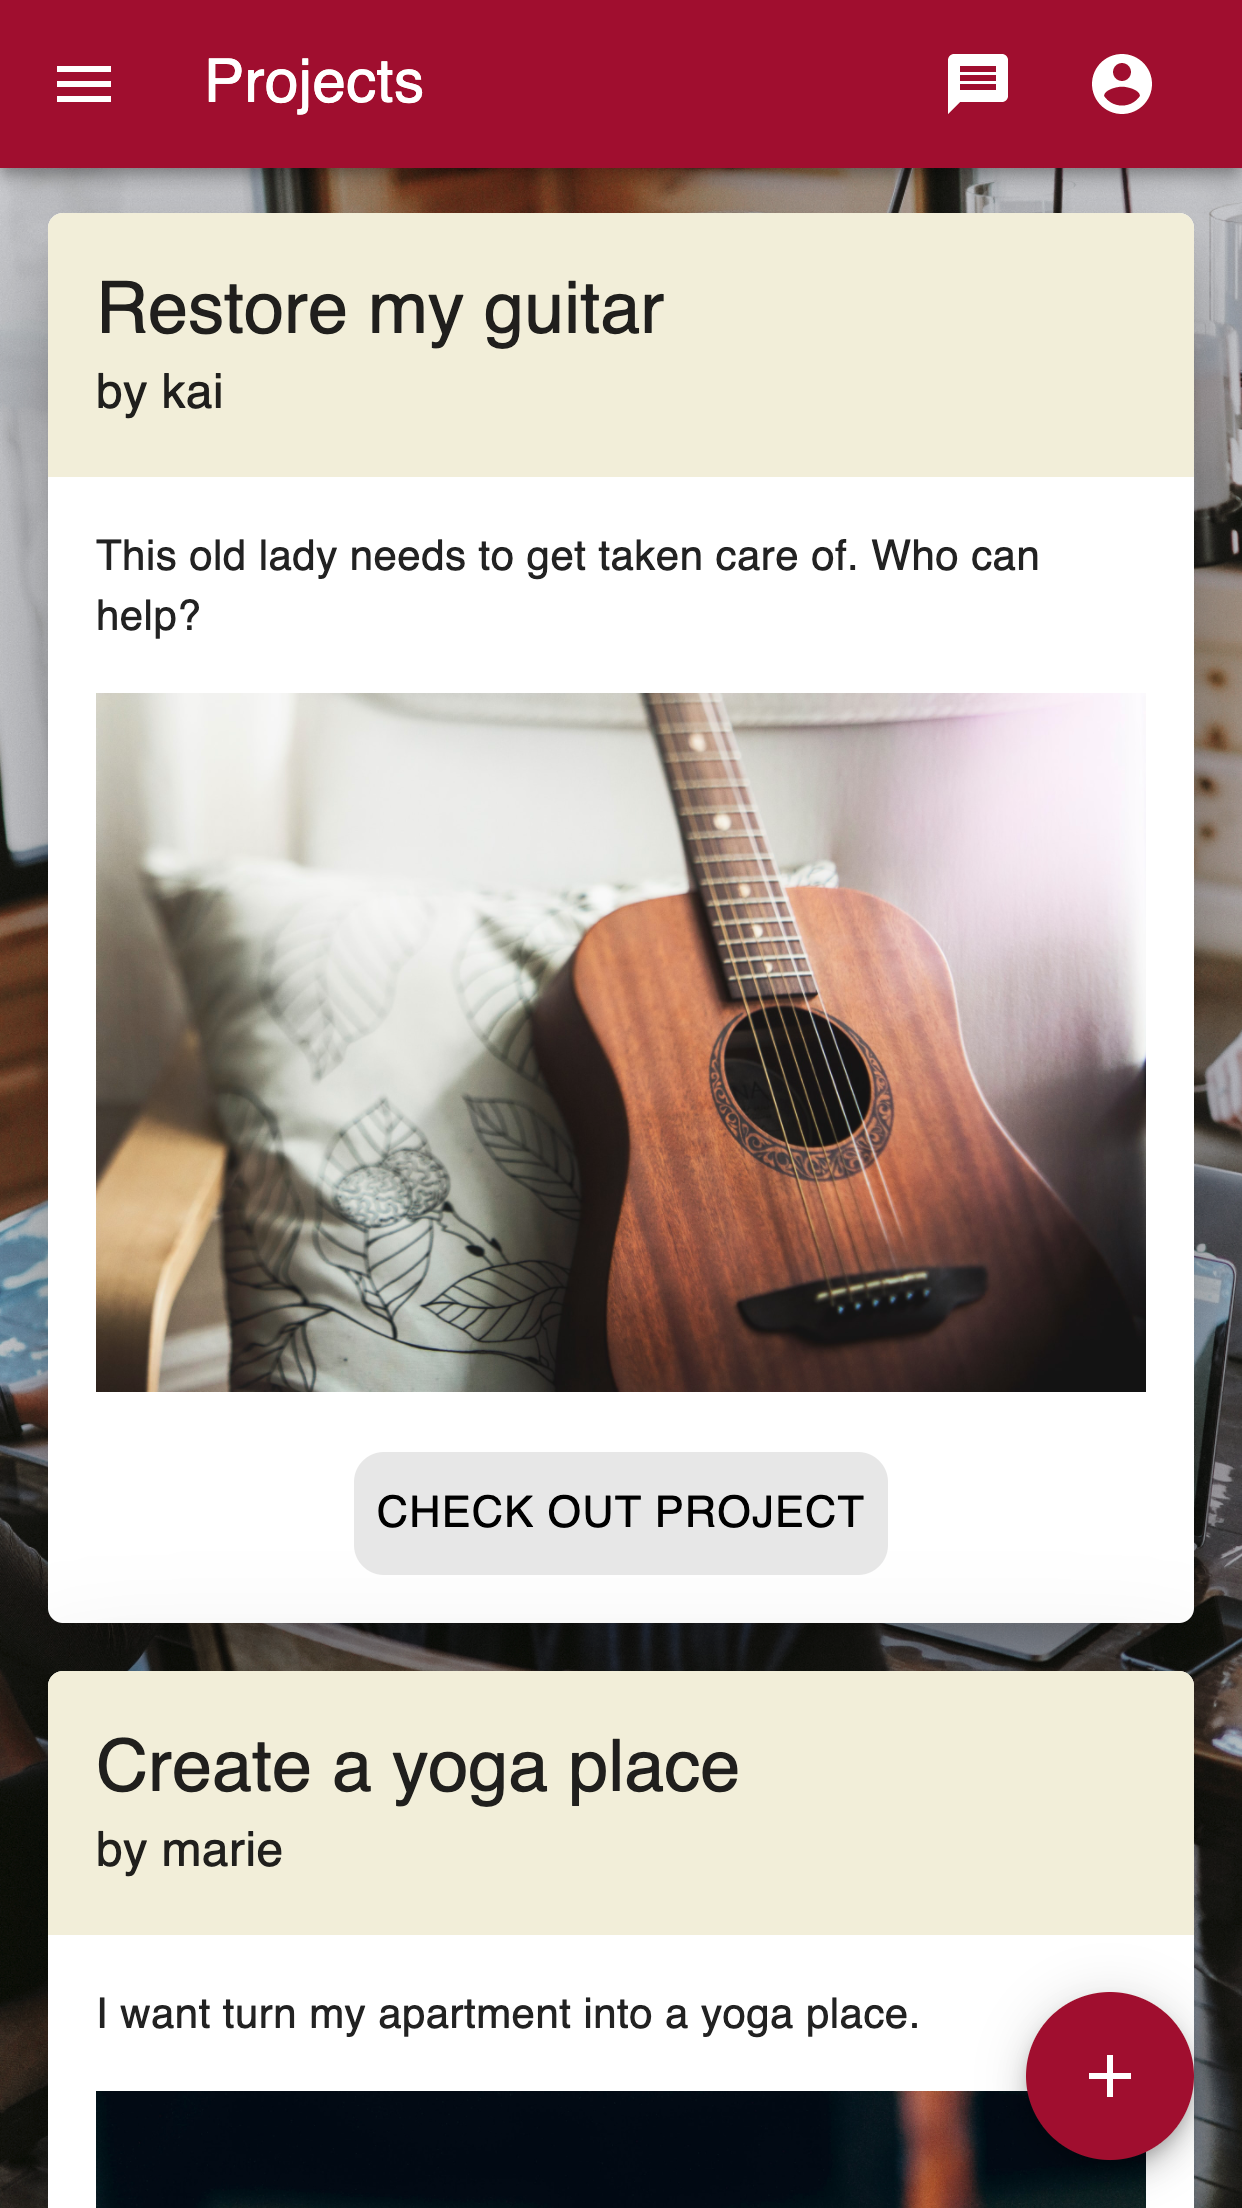 Projects
Restore my guitar
by kai
This old lady needs to get taken care of. Who can
help?
CHECK OUT PROJECT
Create a yoga place
by marie
I want turn my apartment into a yoga place.